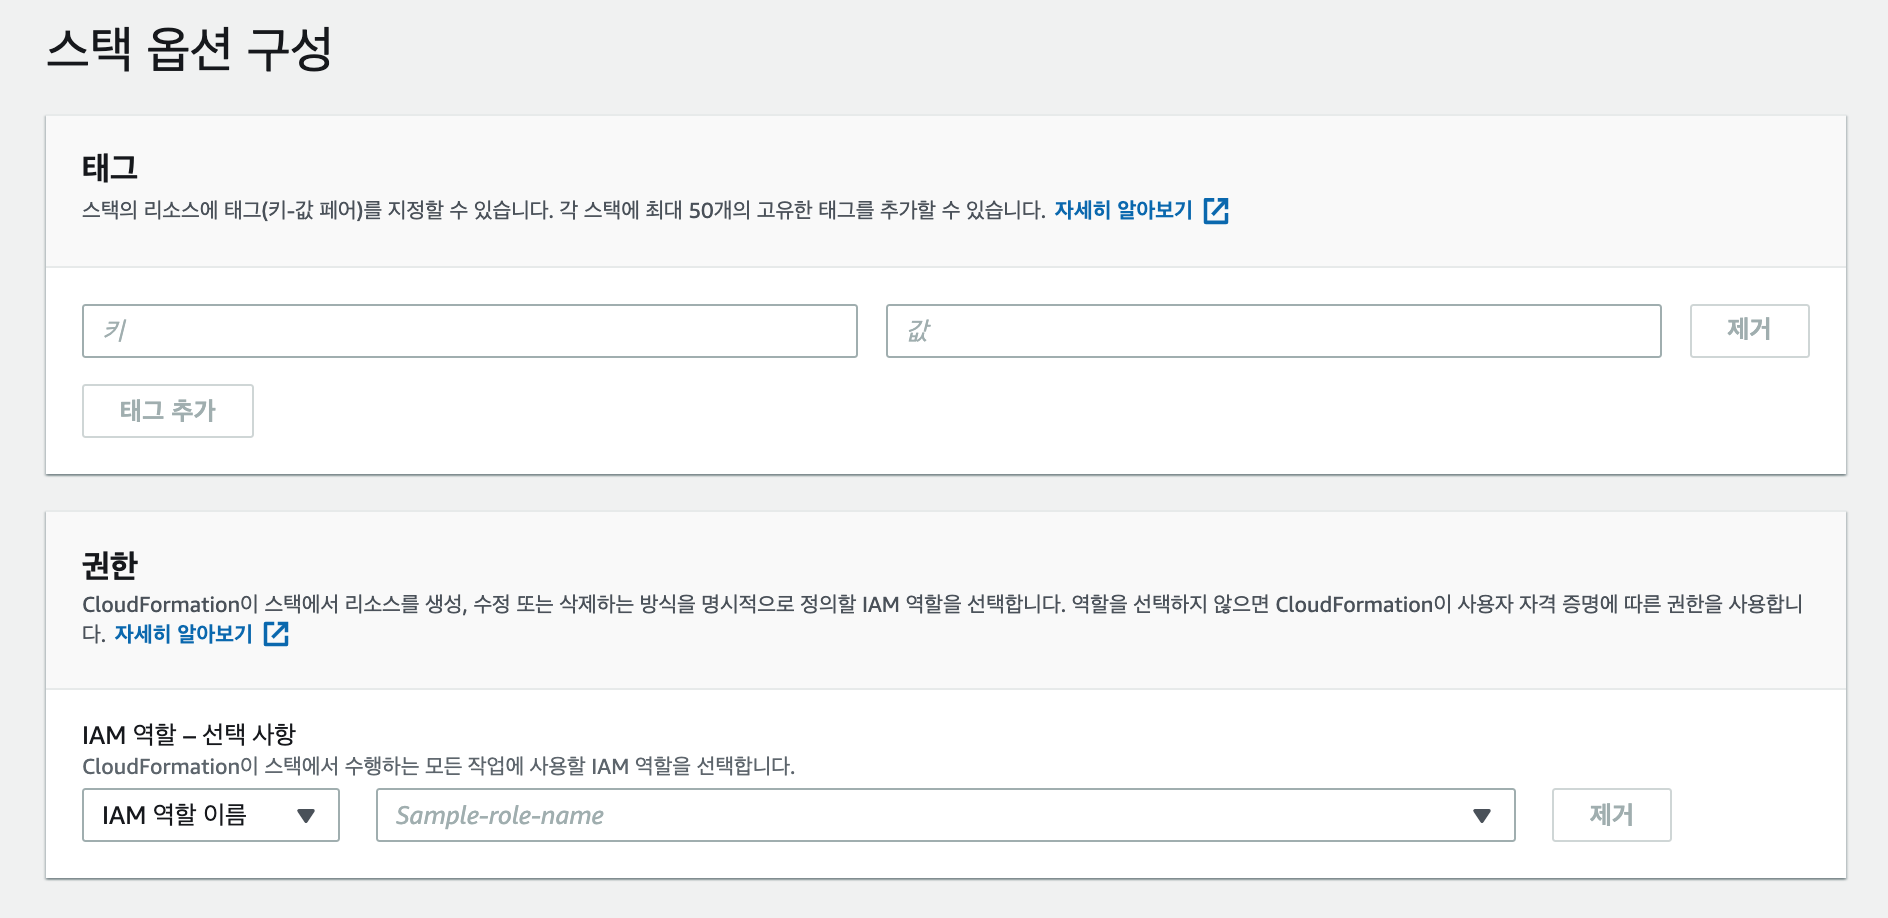 스택 옵션 구성
태그
스택의 리소스에 태그(키-값 페어)를 지정할 수 있습니다. 각 스택에 최대 50개의 고유한 태그를 추가할 수 있습니다. 자세히 알아보기
키 값 제거
태그 추가
권한
CloudFormation이 스택에서 리소스를 생성, 수정 또는 삭제하는 방식을 명시적으로 정의할 IAM 역할을 선택합니다. 역할을 선택하지 않으면 CloudFormation이 사용자 자격 증명에 따른 권한을 사용합니
다. 자세히 알아보기
IAM 역할 – 선택 사항
CloudFormation이 스택에서 수행하는 모든 작업에 사용할 IAM 역할을 선택합니다.
IAM 역할 이름 Sample-role-name 제거